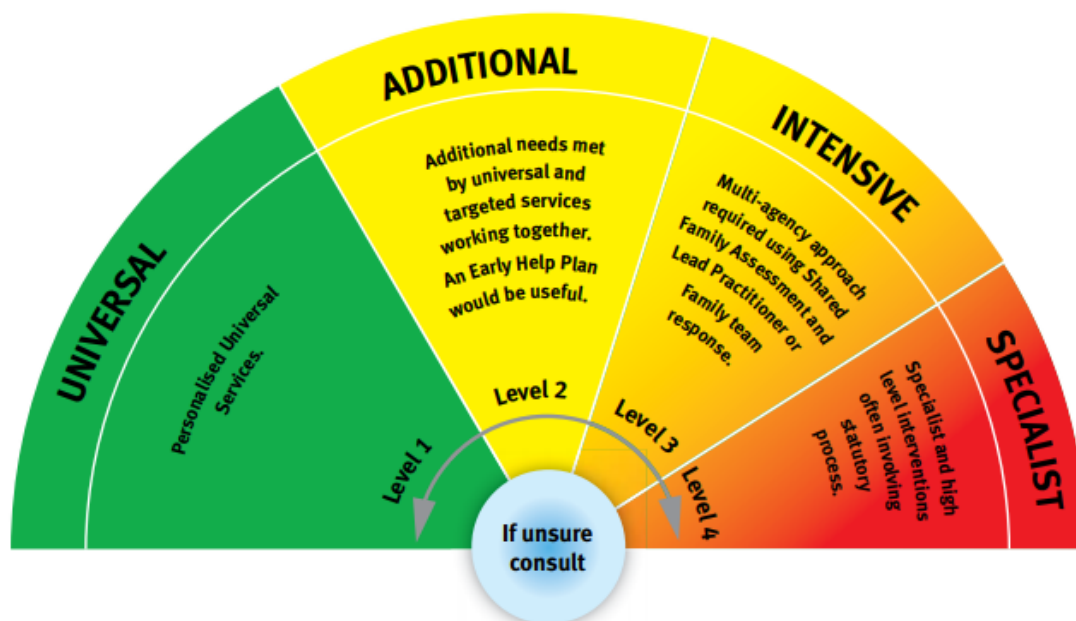 UNIVERSAL
Personalised Universal
Services.
Level 1
ADDITIONAL
Additional needs met
by universal and
targeted services
working together.
An Early Help Plan
would be useful.
Level 2
INTENSIVE
Multi-agency approach
required using Shared
Family Assessment and
Lead Practitioner or
Family team
response.
Level 3
SPECIALIST
Specialist and high
level interventions
often involving
statutory
process.
Level 4
If unsure
consult